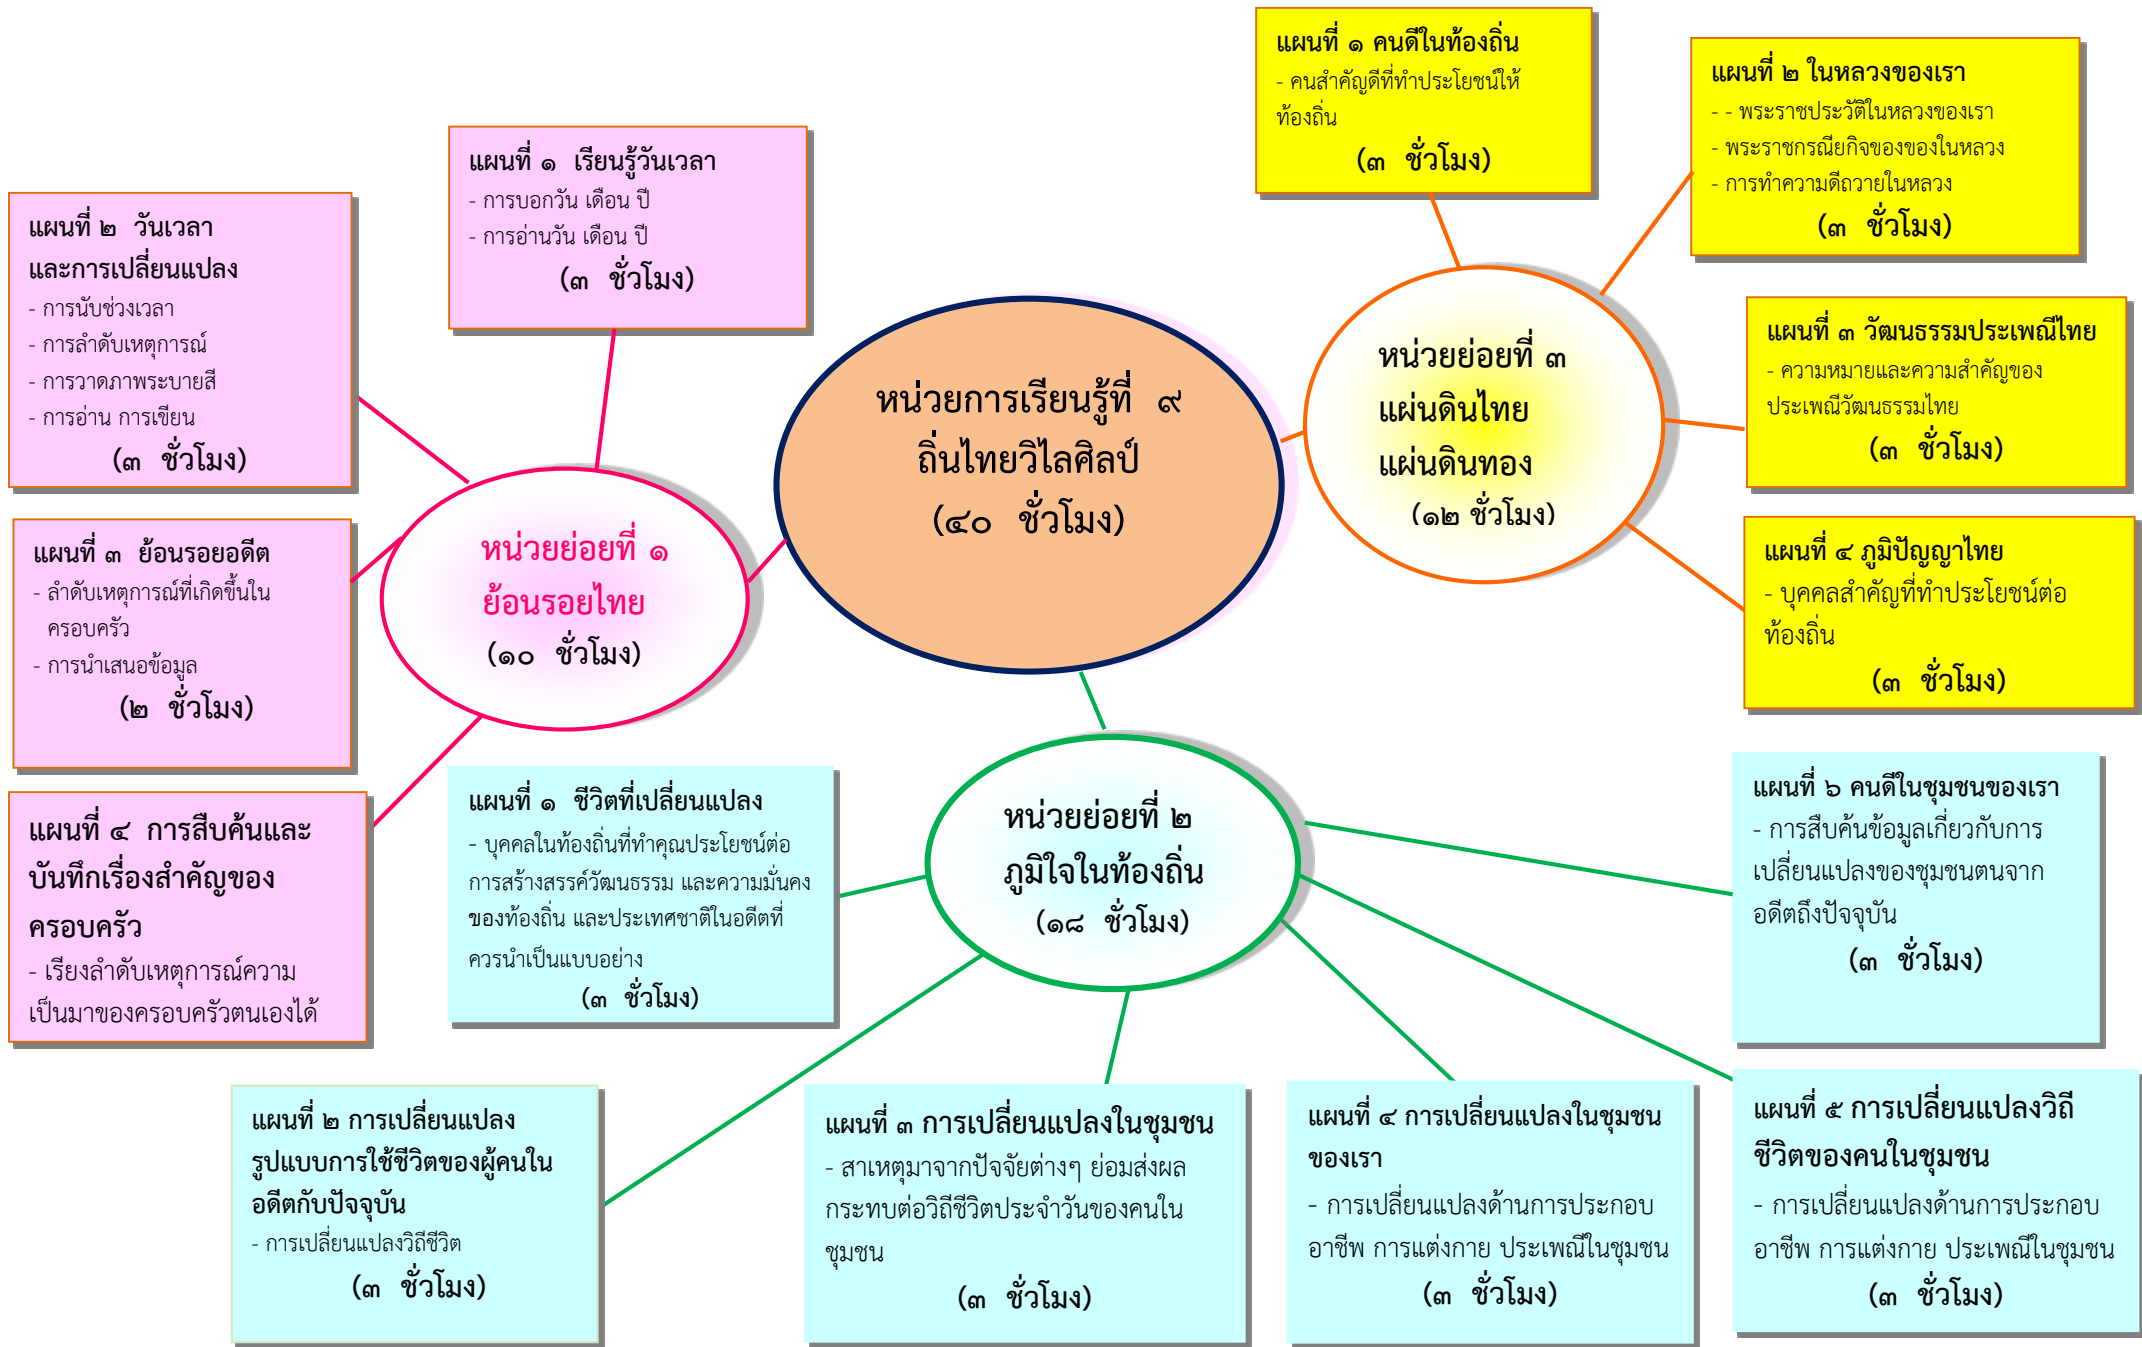 หน่วยการเรียนรู้ที่ ๙
ถิ่นไทยวิไลศิลป์
(๔๐ ชั่วโมง)
หน่วยย่อยที่ ๑
ย้อนรอยไทย
(๑๐ ชั่วโมง)
แผนที่ ๑ เรียนรู้วันเวลา
- การบอกวัน เดือน ปี
- การอ่านวัน เดือน ปี
(๓ ชั่วโมง)
แผนที่ ๒ วันเวลา
และการเปลี่ยนแปลง
- การนับช่วงเวลา
- การลำดับเหตุการณ์
- การวาดภาพระบายสี
- การอ่าน การเขียน
(๓ ชั่วโมง)
แผนที่ ๓ ย้อนรอยอดีต
- ลำดับเหตุการณ์ที่เกิดขึ้นใน
ครอบครัว
- การนำเสนอข้อมูล
(๒ ชั่วโมง)
แผนที่ ๔ การสืบค้นและ
บันทึกเรื่องสำคัญของ
ครอบครัว
- เรียงลำดับเหตุการณ์ความ
เป็นมาของครอบครัวตนเองได้
หน่วยย่อยที่ ๒
ภูมิใจในท้องถิ่น
(๑๘ ชั่วโมง)
แผนที่ ๑ ชีวิตที่เปลี่ยนแปลง
- บุคคลในท้องถิ่นที่ทำคุณประโยชน์ต่อ
การสร้างสรรค์วัฒนธรรม และความมั่นคง
ของท้องถิ่น และประเทศชาติในอดีตที่
ควรนำเป็นแบบอย่าง
(๓ ชั่วโมง)
แผนที่ ๒ การเปลี่ยนแปลง
รูปแบบการใช้ชีวิตของผู้คนใน
อดีตกับปัจจุบัน
- การเปลี่ยนแปลงวิถีชีวิต
(๓ ชั่วโมง)
แผนที่ ๓ การเปลี่ยนแปลงในชุมชน
- สาเหตุมาจากปัจจัยต่างๆ ย่อมส่งผล
กระทบต่อวิถีชีวิตประจำวันของคนใน
ชุมชน
(๓ ชั่วโมง)
แผนที่ ๔ การเปลี่ยนแปลงในชุมชน
ของเรา
- การเปลี่ยนแปลงด้านการประกอบ
อาชีพ การแต่งกาย ประเพณีในชุมชน
(๓ ชั่วโมง)
แผนที่ ๕ การเปลี่ยนแปลงวิถี
ชีวิตของคนในชุมชน
- การเปลี่ยนแปลงด้านการประกอบ
อาชีพ การแต่งกาย ประเพณีในชุมชน
(๓ ชั่วโมง)
แผนที่ ๖ คนดีในชุมชนของเรา
- การสืบค้นข้อมูลเกี่ยวกับการ
เปลี่ยนแปลงของชุมชนตนจาก
อดีตถึงปัจจุบัน
(๓ ชั่วโมง)
หน่วยย่อยที่ ๓
แผ่นดินไทย
แผ่นดินทอง
(๑๒ ชั่วโมง)
แผนที่ ๑ คนดีในท้องถิ่น
- คนสำคัญดีที่ทำประโยชน์ให้
ท้องถิ่น
(๓ ชั่วโมง)
แผนที่ ๒ ในหลวงของเรา
- - พระราชประวัติในหลวงของเรา
- พระราชกรณียกิจของของในหลวง
- การทำความดีถวายในหลวง
(๓ ชั่วโมง)
แผนที่ ๓ วัฒนธรรมประเพณีไทย
- ความหมายและความสำคัญของ
ประเพณีวัฒนธรรมไทย
(๓ ชั่วโมง)
แผนที่ ๔ ภูมิปัญญาไทย
- บุคคลสำคัญที่ทำประโยชน์ต่อ
ท้องถิ่น
(๓ ชั่วโมง)